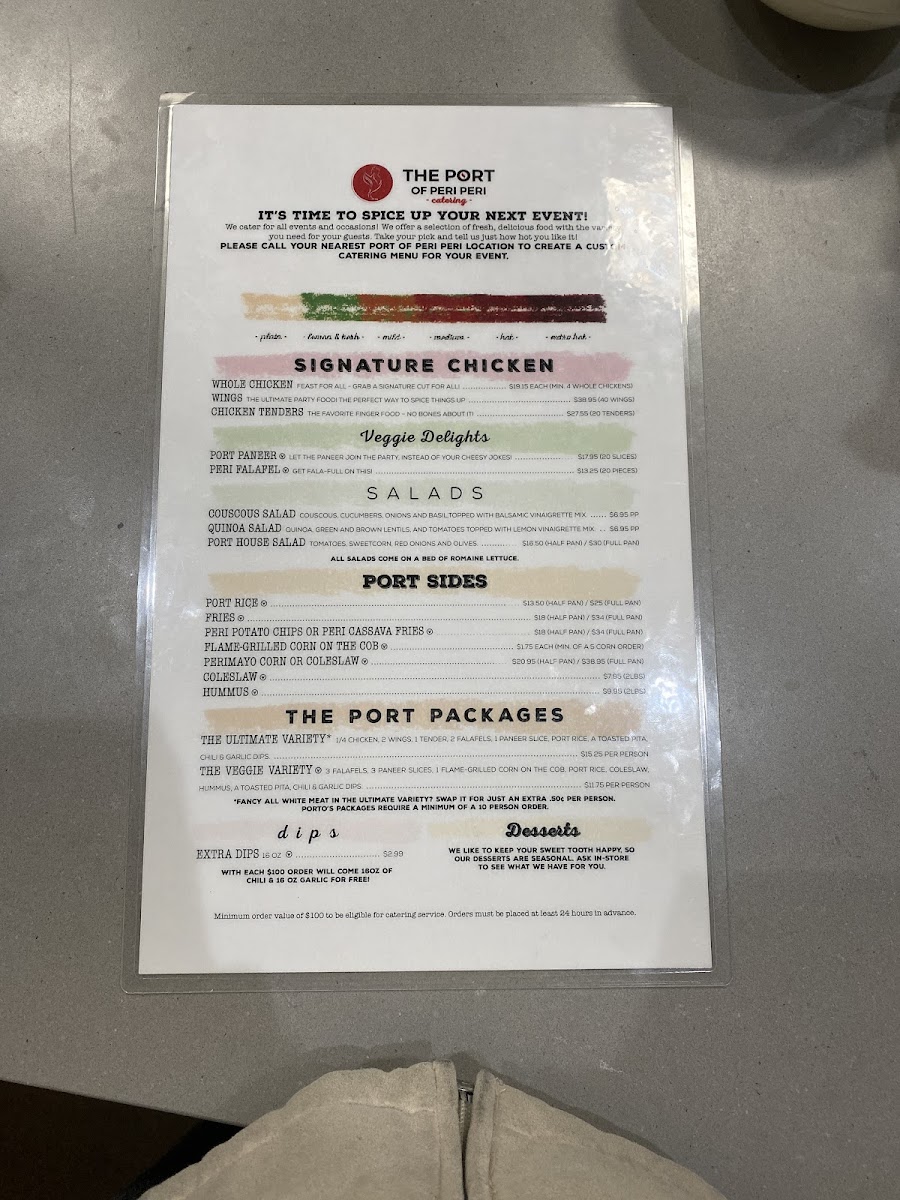 THE PORT
OF PERI PERI
- catering -
IT'S TIME TO SPICE UP YOUR NEXT EVENT!
We cater for all events and occasions! We offer a selection of fresh, delicious food with the
you need for your guests. Take your pick and tell us just how hot you like it!
PLEASE CALL YOUR NEAREST PORT OF PERI PERI LOCATION TO CREATE A CUSTOM
CATERING MENU FOR YOUR EVENT.
- plain - - lemon & herb - - mild - - medium - - hot - - extra hot -
SIGNATURE CHICKEN
WHOLE CHICKEN FEAST FOR ALL - GRAB A SIGNATURE CUT FOR ALL! $19.15 EACH (MIN. 4 WHOLE CHICKENS)
WINGS THE ULTIMATE PARTY FOOD! THE PERFECT WAY TO SPICE THINGS UP $38.95 (40 WINGS)
CHICKEN TENDERS THE FAVORITE FINGER FOOD – NO BONES ABOUT IT! $27.55 (20 TENDERS)
Veggie Delights
PORT PANEER LET THE PANEER JOIN THE PARTY, INSTEAD OF YOUR CHEESY JOKES! $17.95 (20 SLICES)
PERI FALAFEL GET FALA-FULL ON THIS! $13.25 (20 PIECES)
SALADS
COUSCOUS SALAD COUSCOUS, CUCUMBERS, ONIONS AND BASIL TOPPED WITH BALSAMIC VINAIGRETTE MIX. $6.95 PP
QUINOA SALAD QUINOA, GREEN AND BROWN LENTILS, AND TOMATOES TOPPED WITH LEMON VINAIGRETTE MIX. $6.95 PP
PORT HOUSE SALAD TOMATOES, SWEETCORN, RED ONIONS AND OLIVES. $16.50 (HALF PAN) / $30 (FULL PAN)
ALL SALADS COME ON A BED OF ROMAINE LETTUCE.
PORT SIDES
PORT RICE $13.50 (HALF PAN) / $25 (FULL PAN)
FRIES $18 (HALF PAN) / $34 (FULL PAN)
PERI POTATO CHIPS OR PERI CASSAVA FRIES $18 (HALF PAN) / $34 (FULL PAN)
FLAME-GRILLED CORN ON THE COB $1.75 EACH (MIN. OF A 5 CORN ORDER)
PERIMAYO CORN OR COLESLAW $20.95 (HALF PAN) / $38.95 (FULL PAN)
COLESLAW $7.95 (2LBS)
HUMMUS $9.95 (2LBS)
THE PORT PACKAGES
THE ULTIMATE VARIETY* 1/4 CHICKEN, 2 WINGS, 1 TENDER, 2 FALAFELS, 1 PANEER SLICE, PORT RICE, A TOASTED PITA,
CHILI & GARLIC DIPS. $15.25 PER PERSON
THE VEGGIE VARIETY 3 FALAFELS, 3 PANEER SLICES, 1 FLAME-GRILLED CORN ON THE COB, PORT RICE, COLESLAW,
HUMMUS, A TOASTED PITA, CHILI & GARLIC DIPS. $11.75 PER PERSON
*FANCY ALL WHITE MEAT IN THE ULTIMATE VARIETY? SWAP IT FOR JUST AN EXTRA .50¢ PER PERSON.
PORTO'S PACKAGES REQUIRE A MINIMUM OF A 10 PERSON ORDER.
dips
EXTRA DIPS 16 OZ $2.99
WITH EACH $100 ORDER WILL COME 16OZ OF
CHILI & 16 OZ GARLIC FOR FREE!
Desserts
WE LIKE TO KEEP YOUR SWEET TOOTH HAPPY, SO
OUR DESSERTS ARE SEASONAL. ASK IN-STORE
TO SEE WHAT WE HAVE FOR YOU.
Minimum order value of $100 to be eligible for catering service. Orders must be placed at least 24 hours in advance.